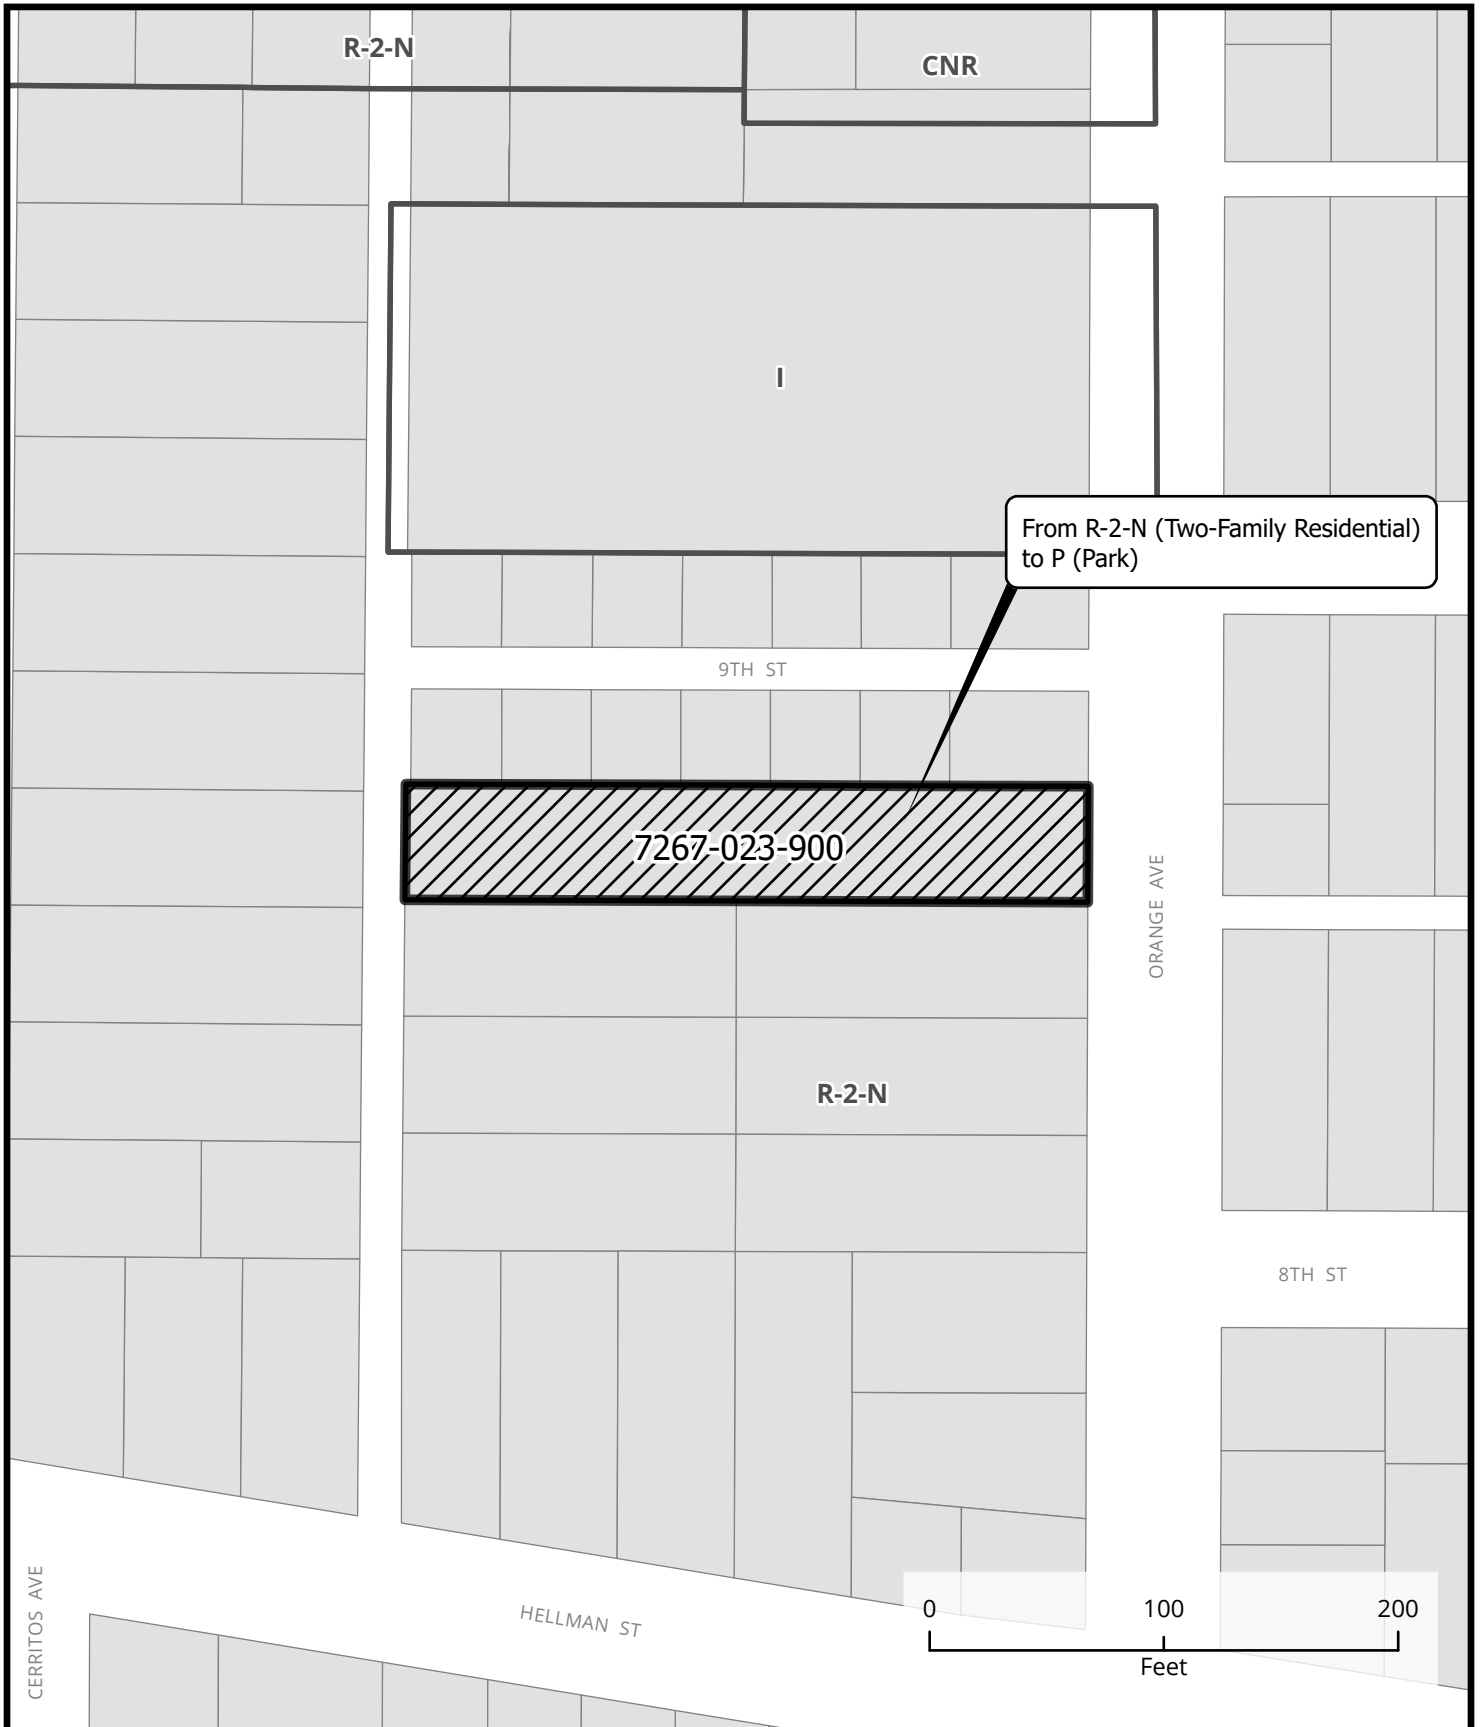 R-2-N
CNR
I
From R-2-N (Two-Family Residential)
to P (Park)
9TH ST
7267-023-900
ORANGE AVE
R-2-N
8TH ST
CERRITOS AVE
HELLMAN ST
0 100 200
Feet